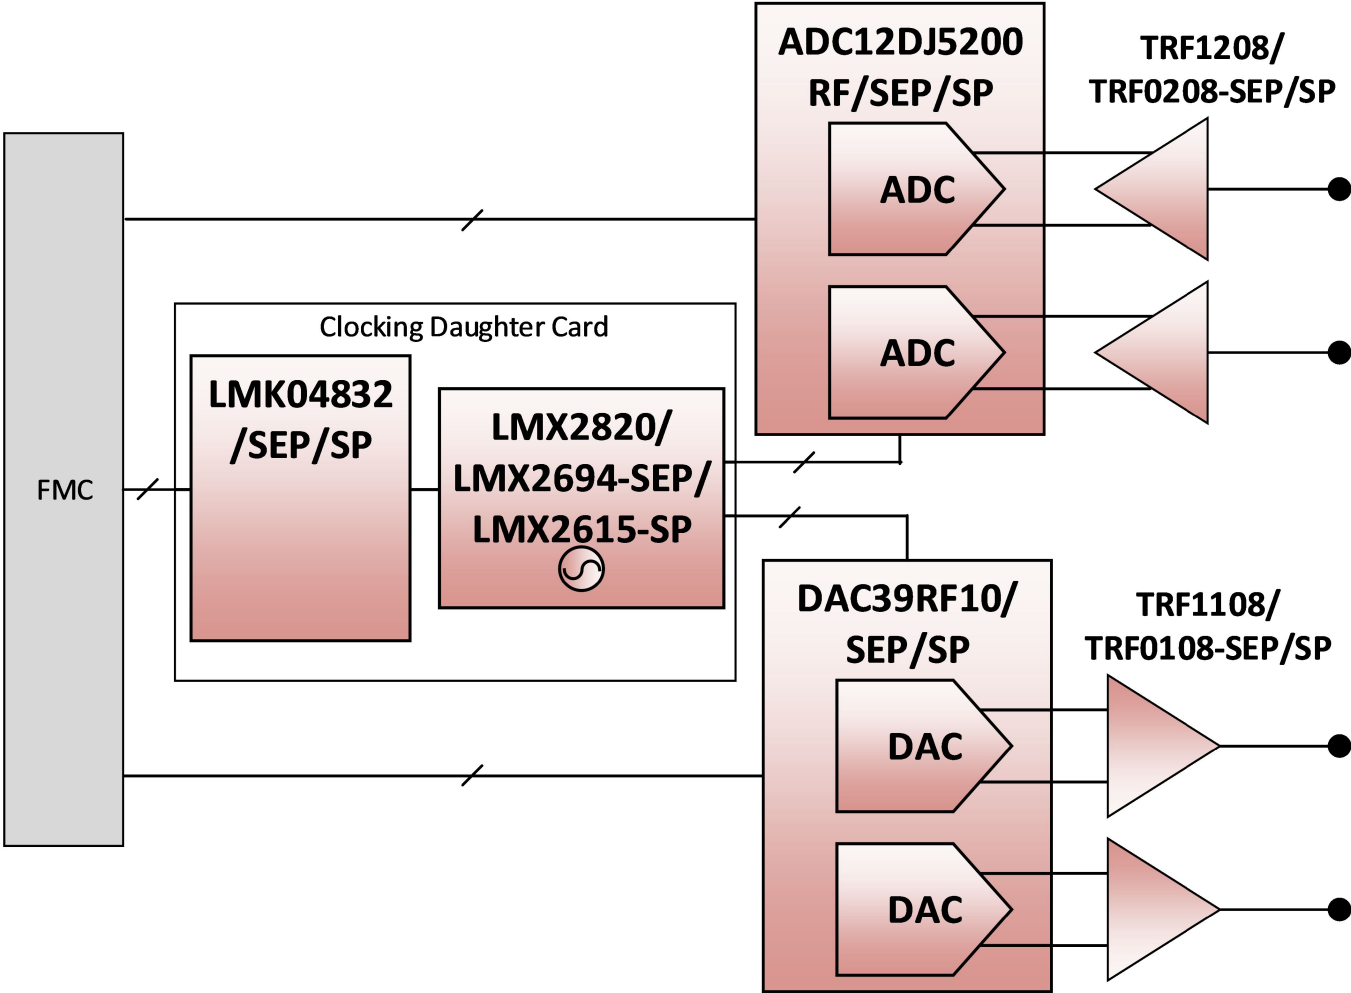 ADC12DJ5200
RF/SEP/SP
TRF1208/
TRF0208-SEP/SP
ADC
ADC
Clocking Daughter Card
LMK04832
/SEP/SP
LMX2820/
LMX2694-SEP/
LMX2615-SP
FMC
DAC39RF10/
SEP/SP
TRF1108/
TRF0108-SEP/SP
DAC
DAC